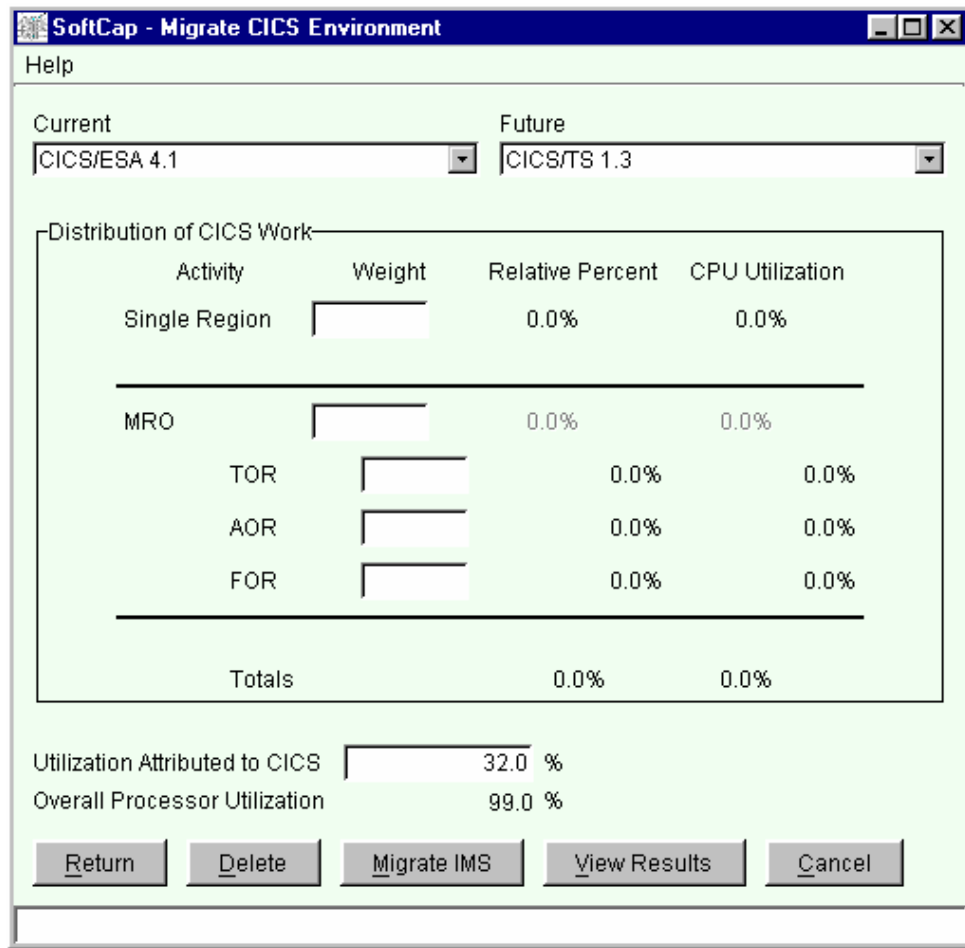 SoftCap - Migrate CICS Environment
Help
Current Future
CICS/ESA 4.1 CICS/TS 1.3
Distribution of CICS Work
Activity Weight Relative Percent CPU Utilization
Single Region 0.0% 0.0%
MRO 0.0% 0.0%
TOR 0.0% 0.0%
AOR 0.0% 0.0%
FOR 0.0% 0.0%
Totals 0.0% 0.0%
Utilization Attributed to CICS 32.0 %
Overall Processor Utilization 99.0 %
Return Delete Migrate IMS View Results Cancel